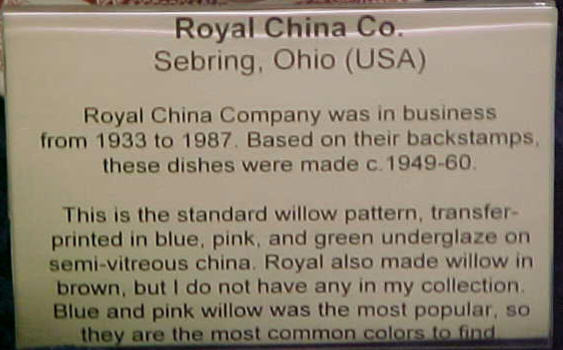 Royal China Co.
Sebring, Ohio (USA)
Royal China Company was in business
from 1933 to 1987. Based on their backstamps,
these dishes were made c.1949-60.
This is the standard willow pattern, transfer-
printed in blue, pink, and green underglaze on
semi-vitreous china. Royal also made willow in
brown, but I do not have any in my collection.
Blue and pink willow was the most popular, so
they are the most common colors to find.